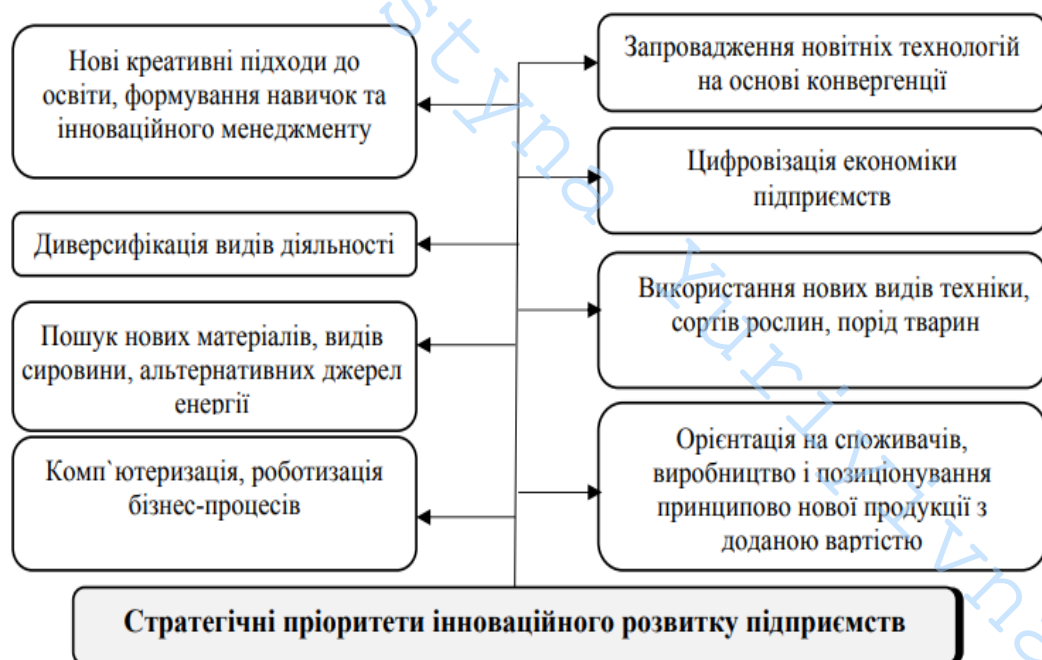 Нові креативні підходи до
освіти, формування навичок та
інноваційного менеджменту
Диверсифікація видів діяльності
Пошук нових матеріалів, видів
сировини, альтернативних джерел
енергії
Комп`ютеризація, роботизація
бізнес-процесів
Запровадження новітніх технологій
на основі конвергенції
Цифровізація економіки
підприємств
Використання нових видів техніки,
сортів рослин, порід тварин
Орієнтація на споживачів,
виробництво і позиціонування
принципово нової продукції з
доданою вартістю
Стратегічні пріоритети інноваційного розвитку підприємств
styna Yuriyivna